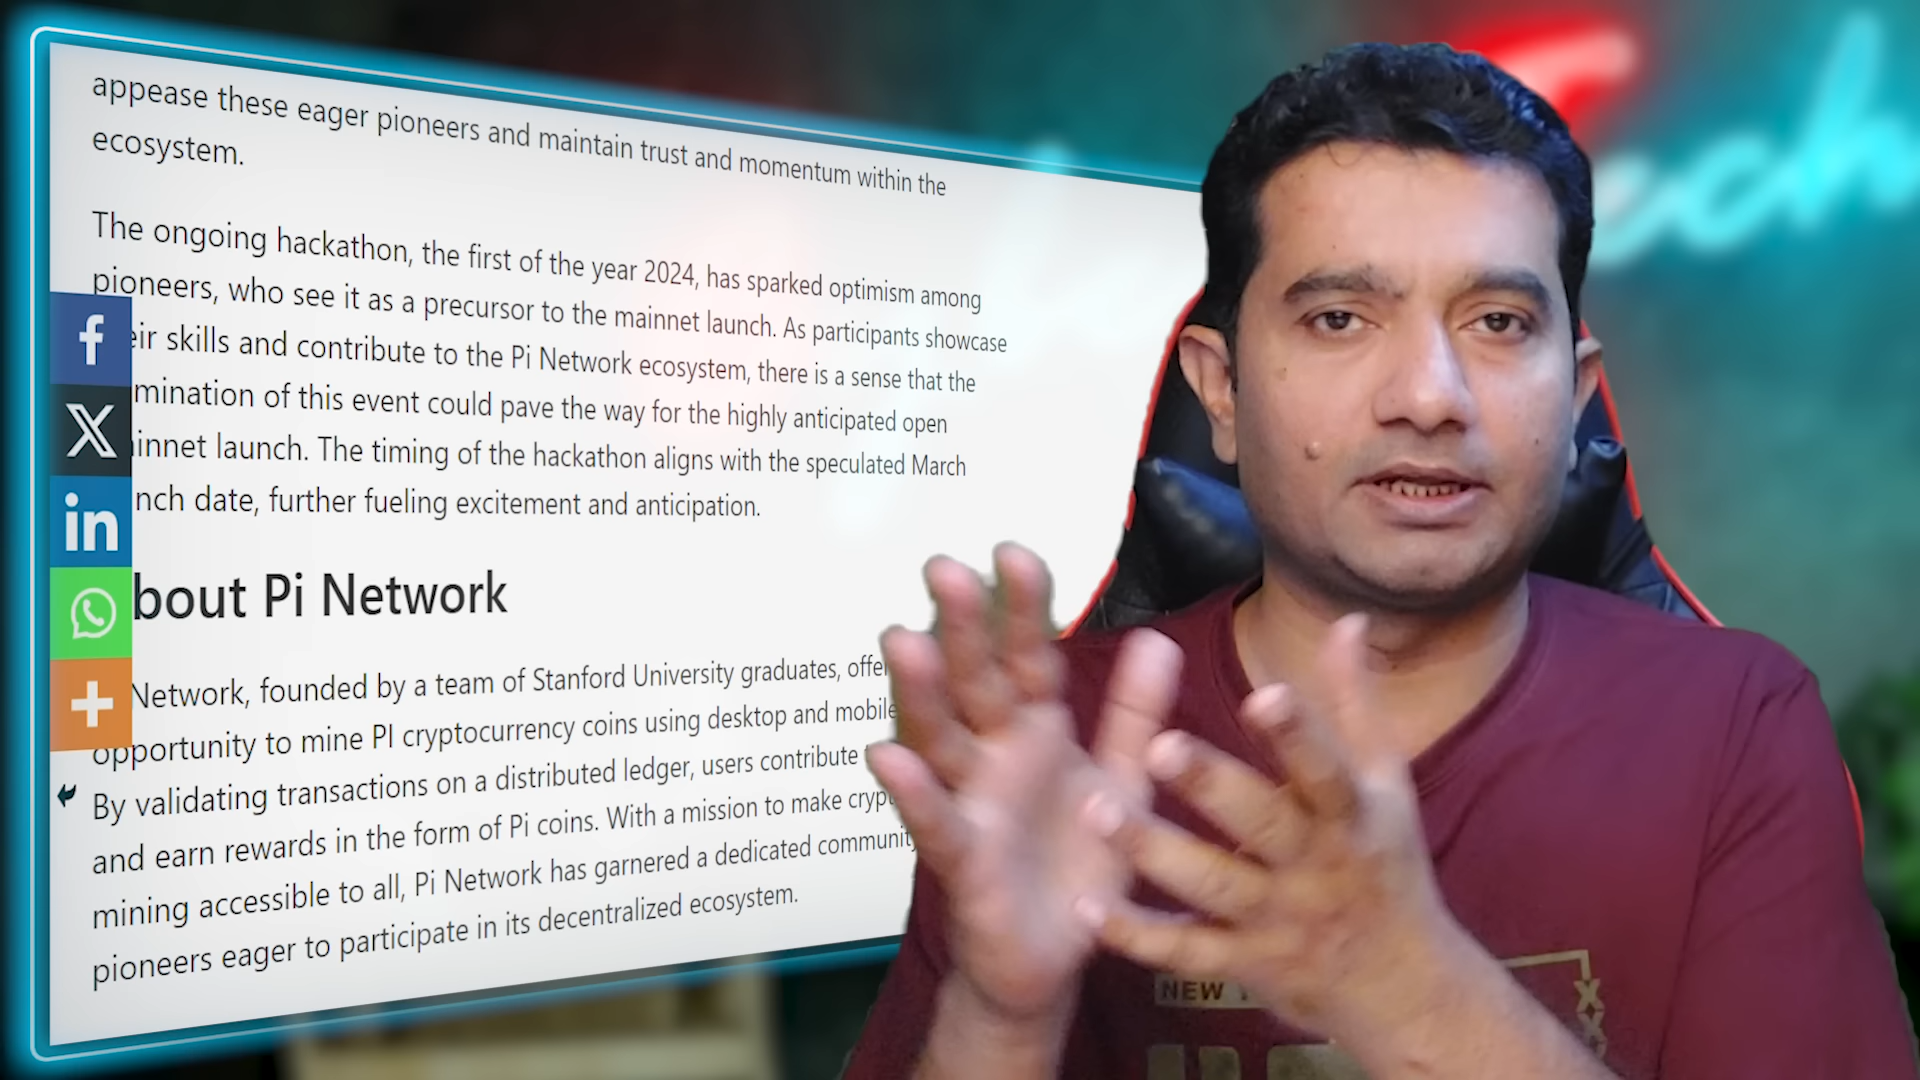 appease these eager pioneers and maintain trust and momentum within the
ecosystem.
The ongoing hackathon, the first of the year 2024, has sparked optimism among
pioneers, who see it as a precursor to the mainnet launch. As participants showcase
eir skills and contribute to the Pi Network ecosystem, there is a sense that the
mination of this event could pave the way for the highly anticipated open
innet launch. The timing of the hackathon aligns with the speculated March
nch date, further fueling excitement and anticipation.
bout Pi Network
Network, founded by a team of Stanford University graduates, offe
opportunity to mine PI cryptocurrency coins using desktop and mobile
By validating transactions on a distributed ledger, users contribute
and earn rewards in the form of Pi coins. With a mission to make cryp
mining accessible to all, Pi Network has garnered a dedicated community
pioneers eager to participate in its decentralized ecosystem.
f
X
in
Tech
NEW
XX